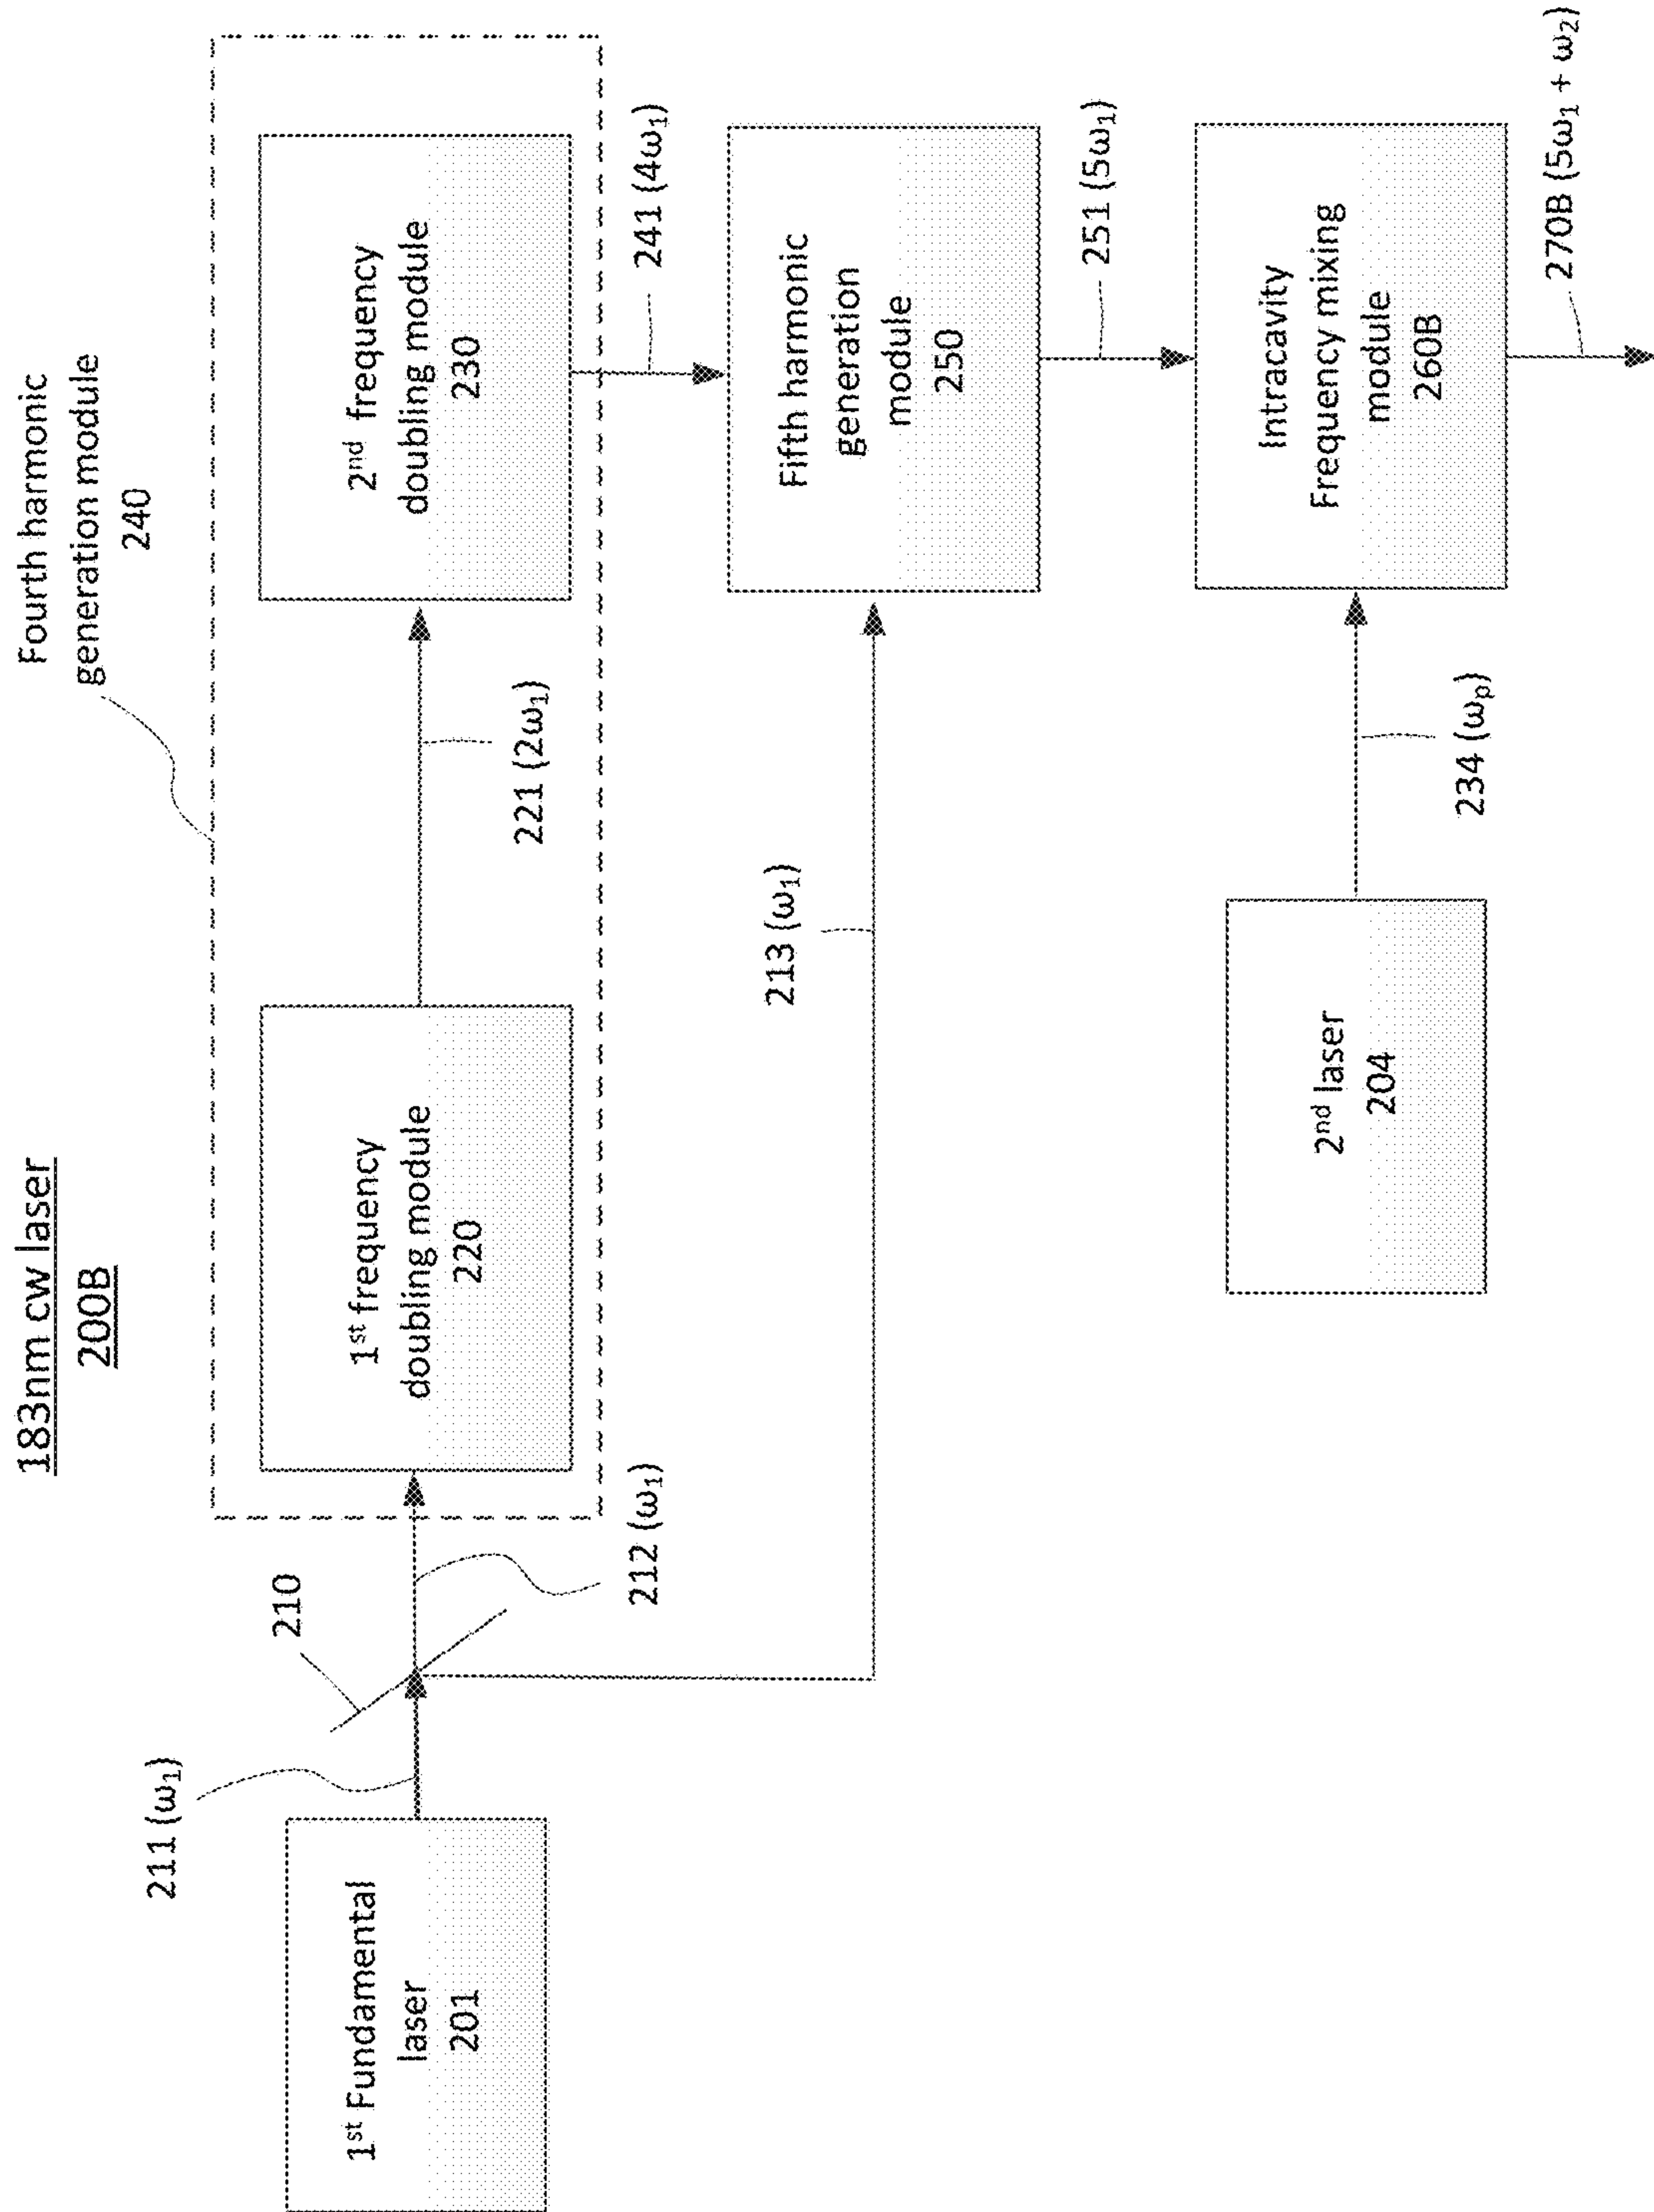 183nm cw laser
200B
Fourth harmonic
generation module
240
211 (ω₁)
210
1ˢᵗ Fundamental
laser
201
212 (ω₁)
1ˢᵗ frequency
doubling module
220
221 (2ω₁)
2ⁿᵈ frequency
doubling module
230
241 (4ω₁)
213 (ω₁)
Fifth harmonic
generation
module
250
251 (5ω₁)
2ⁿᵈ laser
204
234 (ωₚ)
Intracavity
Frequency mixing
module
260B
270B (5ω₁ + ω₂)